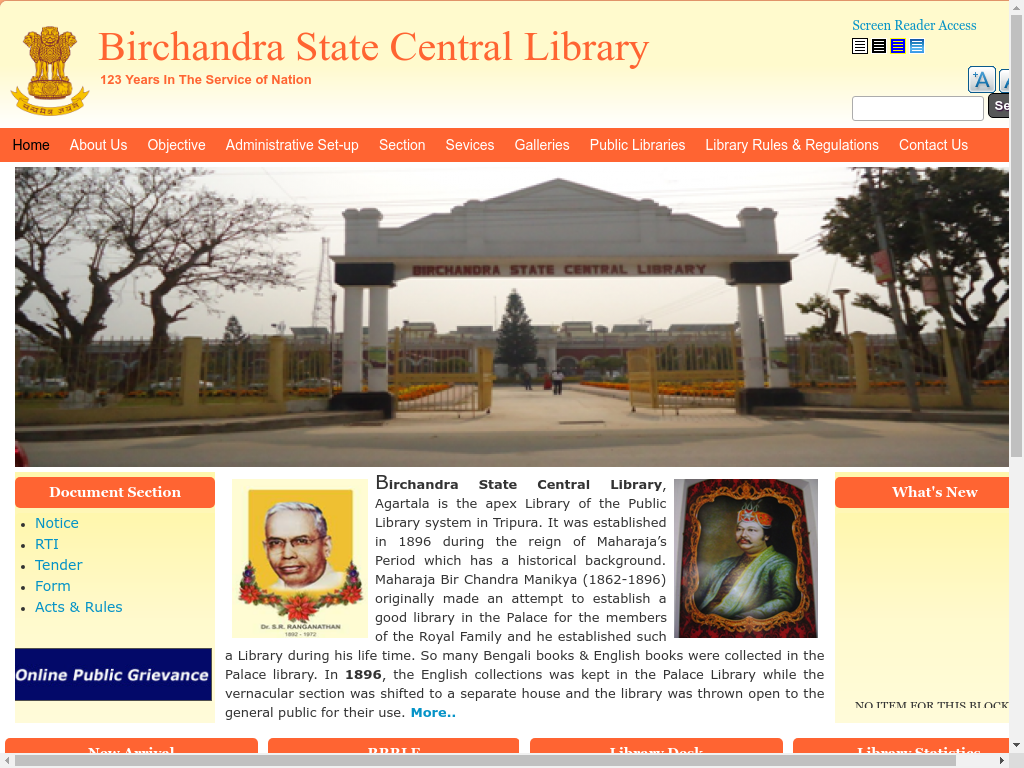 Screen Reader Access
Birchandra State Central Library
123 Years In The Service of Nation
Home About Us Objective Administrative Set-up Section Sevices Galleries Public Libraries Library Rules & Regulations Contact Us
BIRCHANDRA STATE CENTRAL LIBRARY
Document Section
Notice
RTI
Tender
Form
Acts & Rules
Online Public Grievance
Dr. S.R. RANGANATHAN
1892 - 1972
Birchandra State Central Library,
Agartala is the apex Library of the Public
Library system in Tripura. It was established
in 1896 during the reign of Maharaja’s
Period which has a historical background.
Maharaja Bir Chandra Manikya (1862-1896)
originally made an attempt to establish a
good library in the Palace for the members
of the Royal Family and he established such
a Library during his life time. So many Bengali books & English books were collected in the
Palace library. In 1896, the English collections was kept in the Palace Library while the
vernacular section was shifted to a separate house and the library was thrown open to the
general public for their use. More..
What's New
NO ITEM FOR THIS BLOCK
New Arrival
RRRLF
Library Desk
Library Statistics